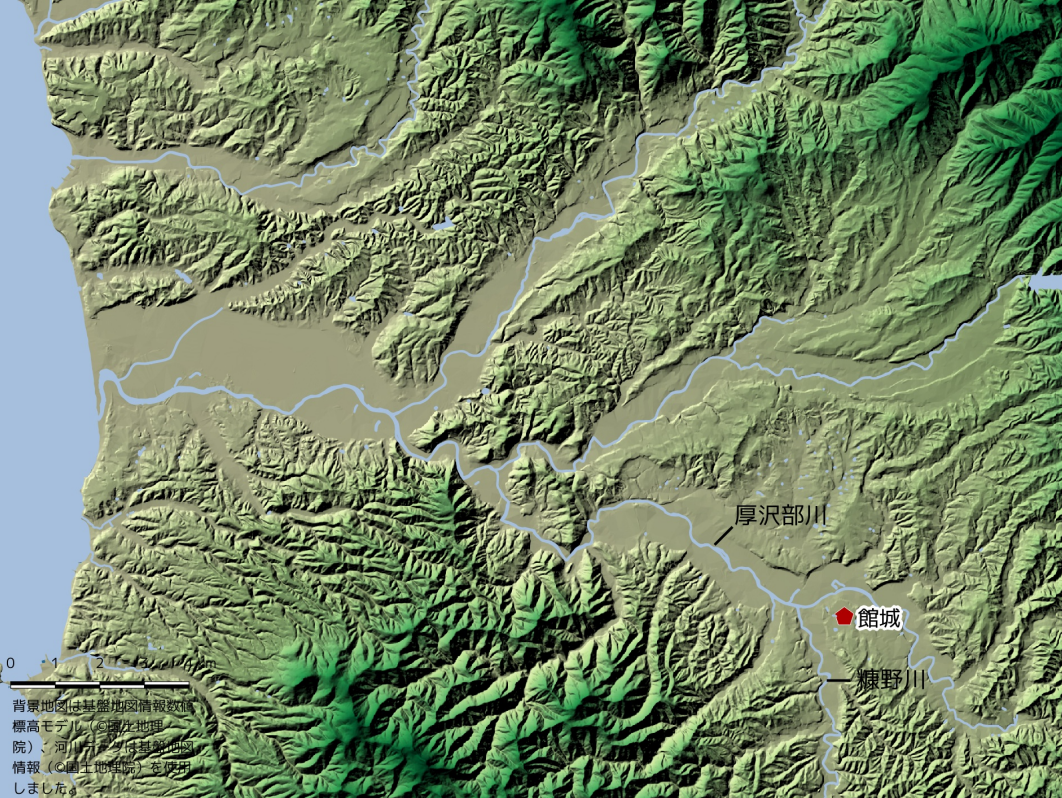 厚沢部川
館城
糠野川
0 1 2 3 4 km
背景地図は基盤地図情報数値
標高モデル（©国土地理
院）、河川データは基盤地図
情報（©国土地理院）を使用
しました。